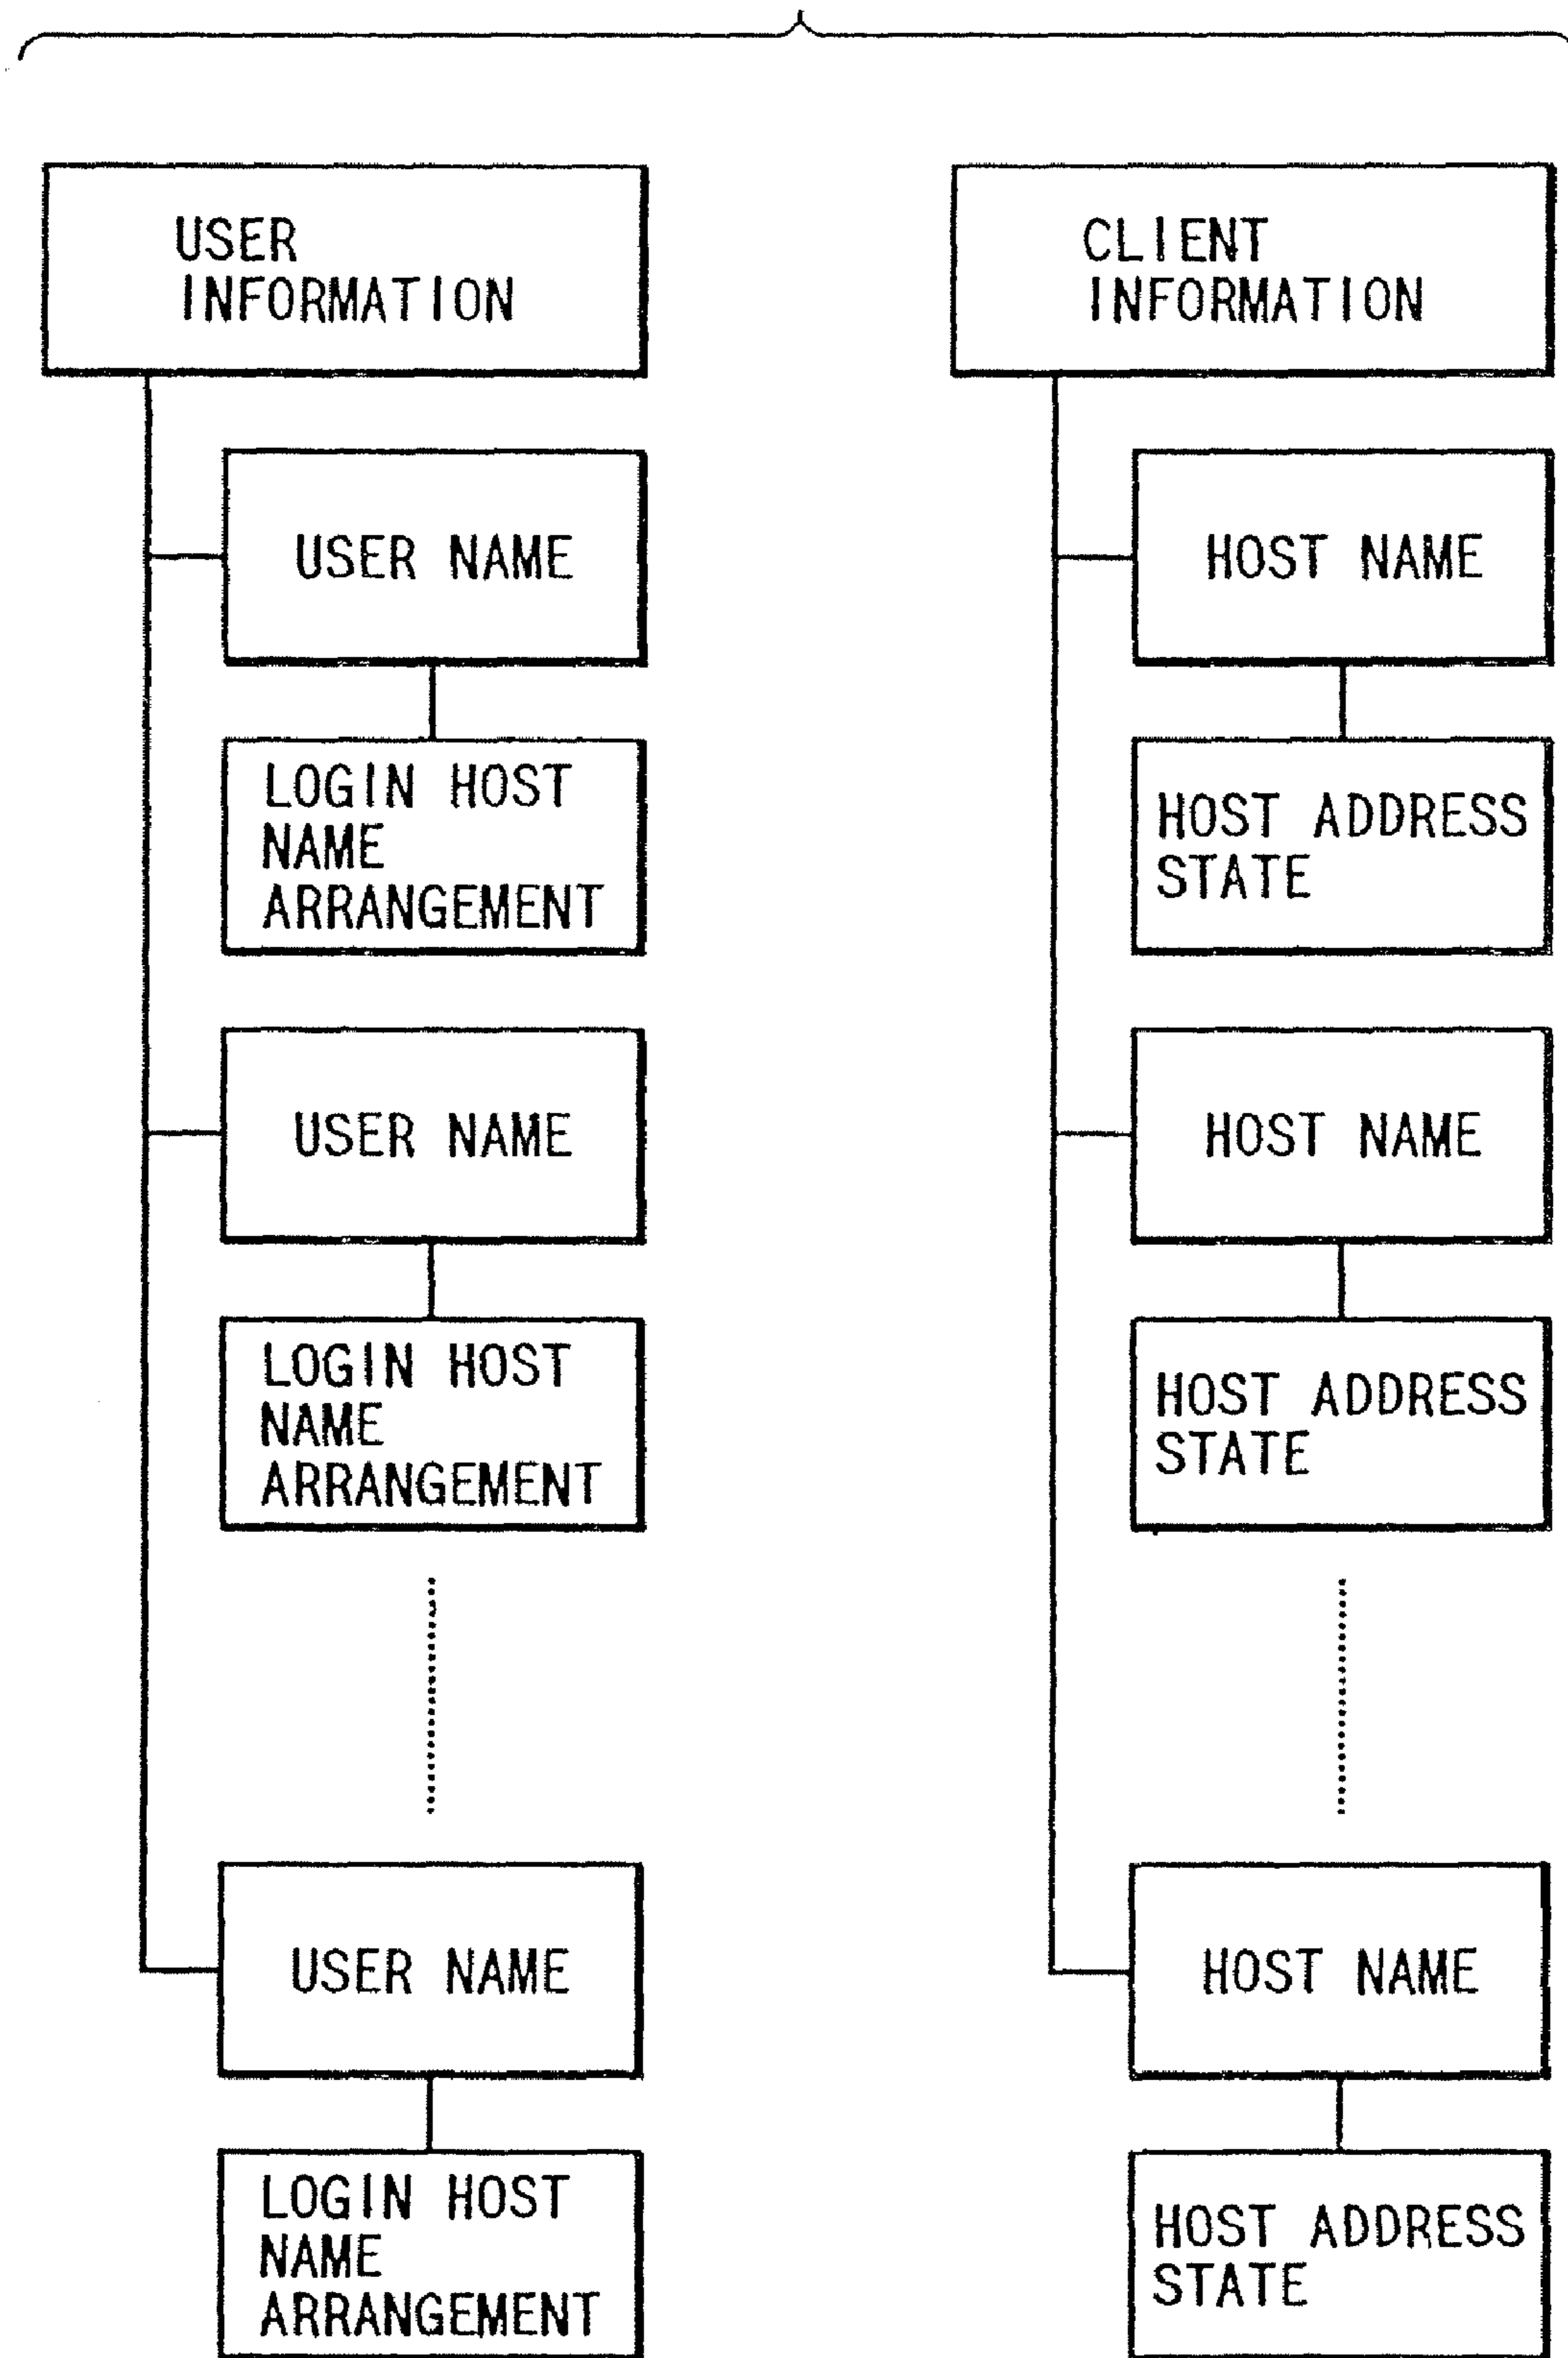 USER
INFORMATION
USER NAME
LOGIN HOST
NAME
ARRANGEMENT
USER NAME
LOGIN HOST
NAME
ARRANGEMENT
USER NAME
LOGIN HOST
NAME
ARRANGEMENT
CLIENT
INFORMATION
HOST NAME
HOST ADDRESS
STATE
HOST NAME
HOST ADDRESS
STATE
HOST NAME
HOST ADDRESS
STATE